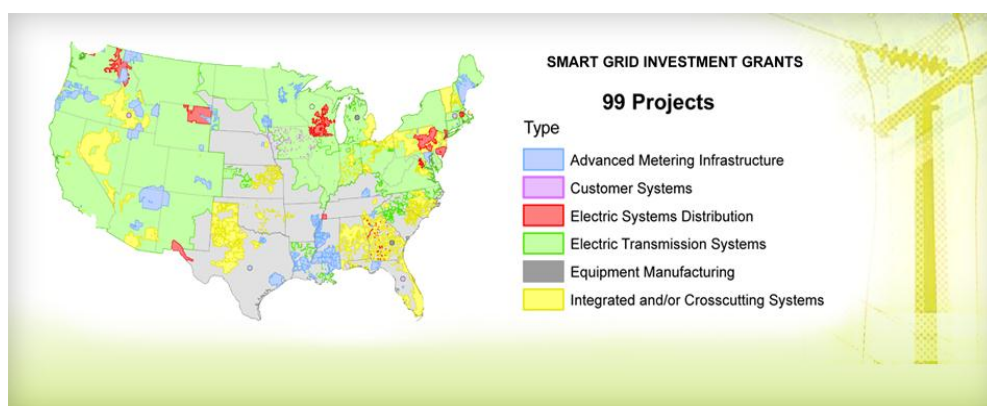 SMART GRID INVESTMENT GRANTS
99 Projects
Type
Advanced Metering Infrastructure
Customer Systems
Electric Systems Distribution
Electric Transmission Systems
Equipment Manufacturing
Integrated and/or Crosscutting Systems